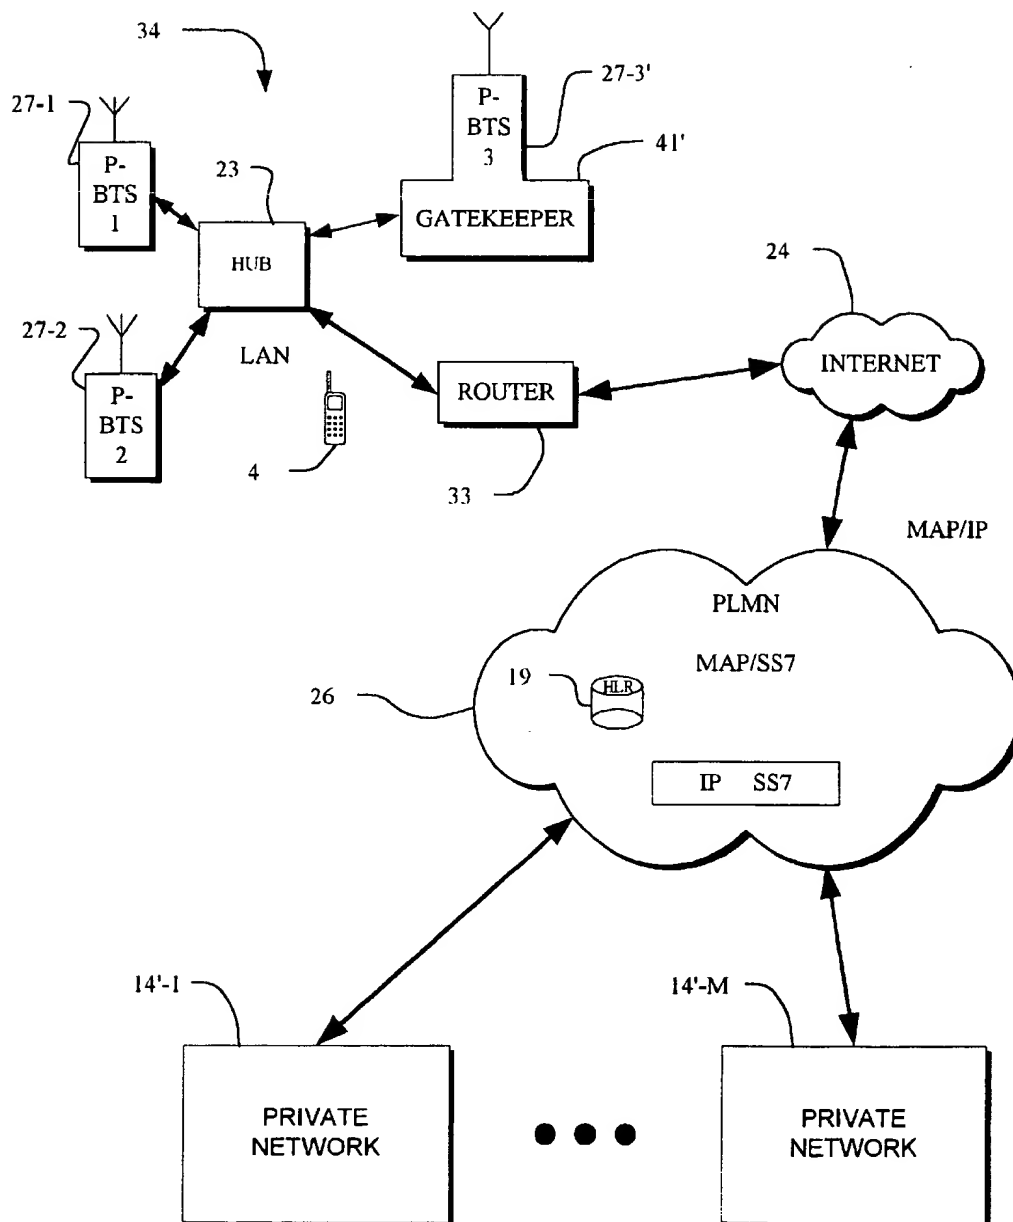 34
27-1
P-
BTS
1
23
HUB
P-
BTS
3
27-3'
41'
GATEKEEPER
24
INTERNET
27-2
P-
BTS
2
LAN
4
ROUTER
33
MAP/IP
PLMN
MAP/SS7
19
HLR
26
IP SS7
14'-1
PRIVATE
NETWORK
14'-M
PRIVATE
NETWORK